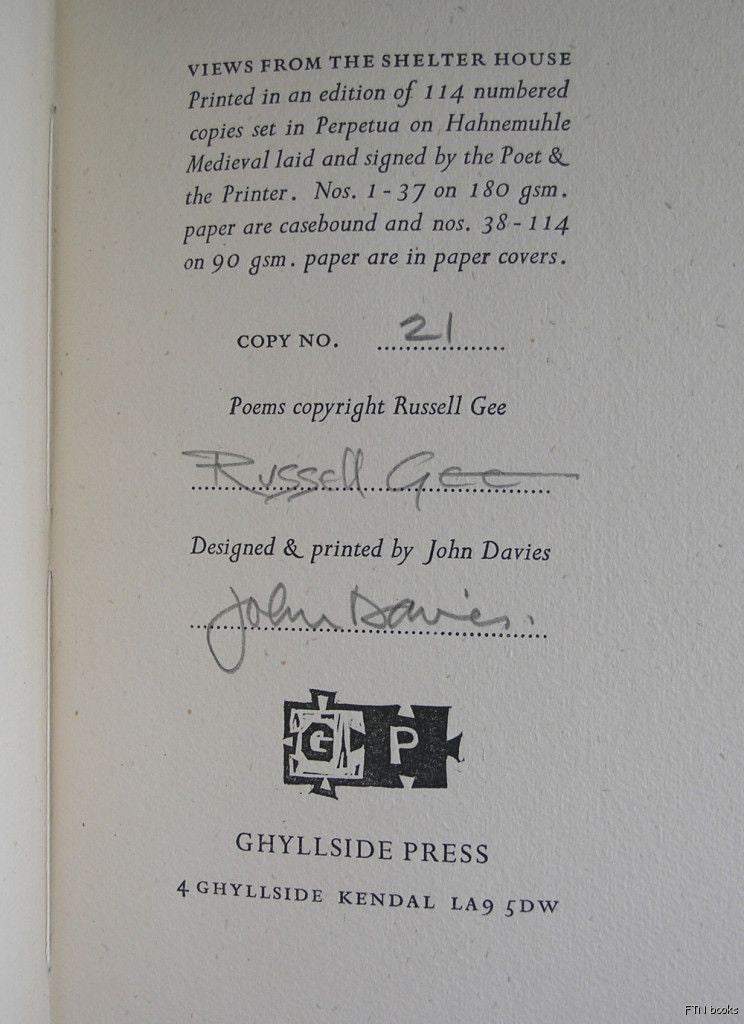 VIEWS FROM THE SHELTER HOUSE
Printed in an edition of 114 numbered
copies set in Perpetua on Hahnemuhle
Medieval laid and signed by the Poet &
the Printer. Nos. 1 - 37 on 180 gsm.
paper are casebound and nos. 38 - 114
on 90 gsm. paper are in paper covers.
COPY NO. 21
Poems copyright Russell Gee
Russell Gee
Designed & printed by John Davies
John Davies.
G P
GHYLLSIDE PRESS
4 GHYLLSIDE KENDAL LA9 5DW
FTN books